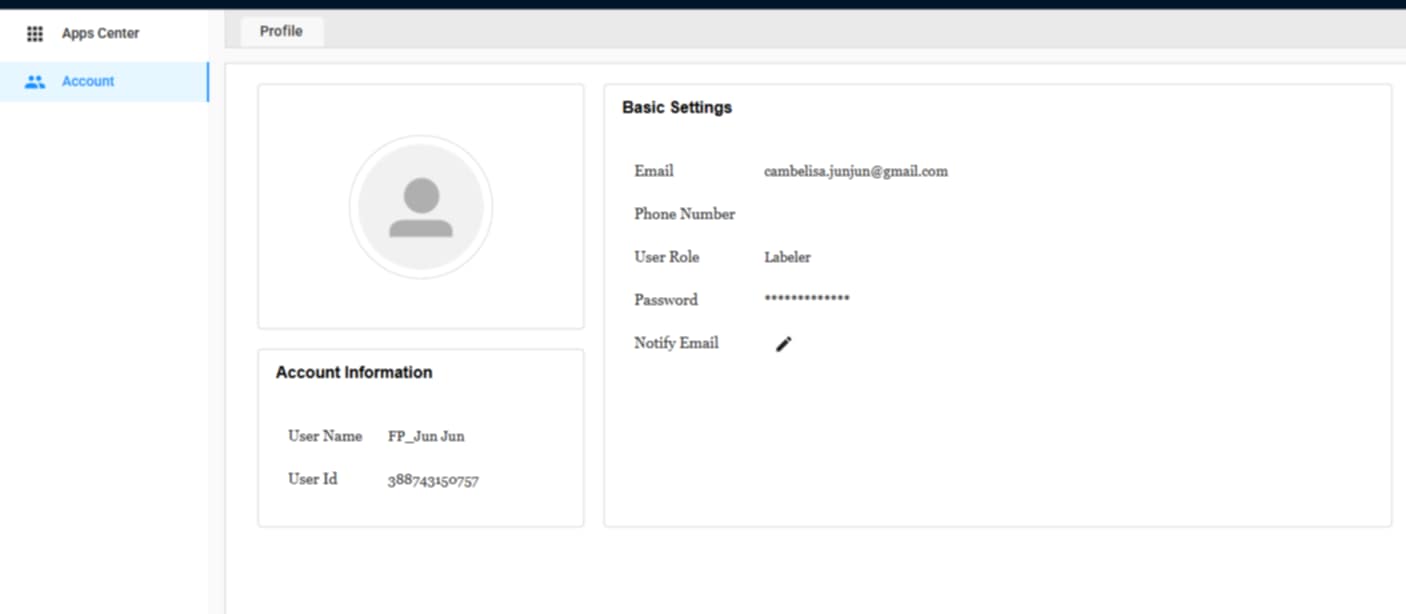 Apps Center
Account
Profile
Basic Settings
Email cambelisa.junjun@gmail.com
Phone Number
User Role Labeler
Password *************
Notify Email
Account Information
User Name FP_Jun Jun
User Id 388743150757